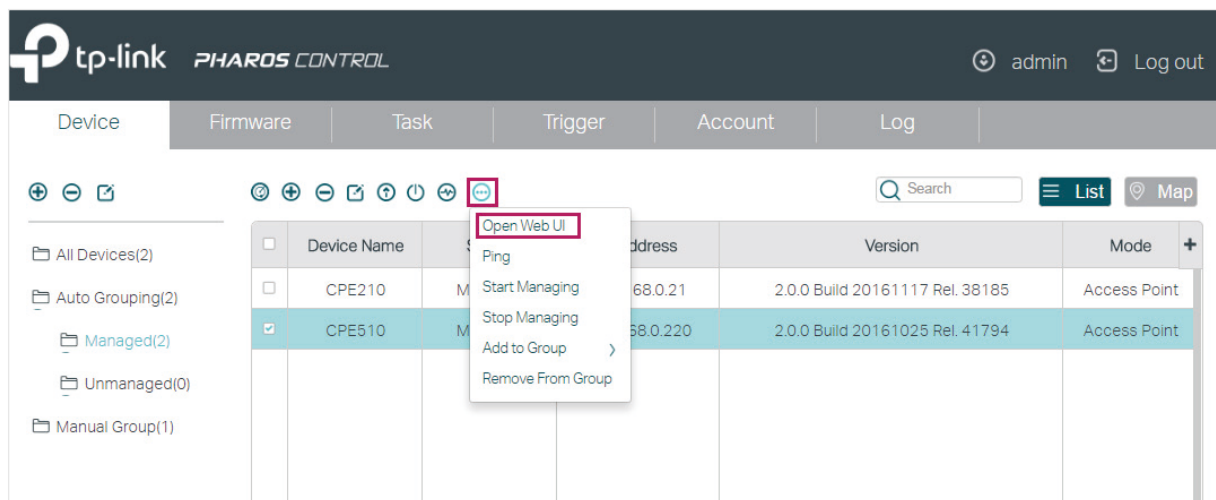 tp-link PHAROS CONTROL admin Log out
Device Firmware Task Trigger Account Log
Search List Map
All Devices(2)
Auto Grouping(2)
Managed(2)
Unmanaged(0)
Manual Group(1)
Device Name Version Mode +
CPE210 68.0.21 2.0.0 Build 20161117 Rel. 38185 Access Point
CPE510 68.0.220 2.0.0 Build 20161025 Rel. 41794 Access Point
Open Web UI
Ping
Start Managing
Stop Managing
Add to Group >
Remove From Group